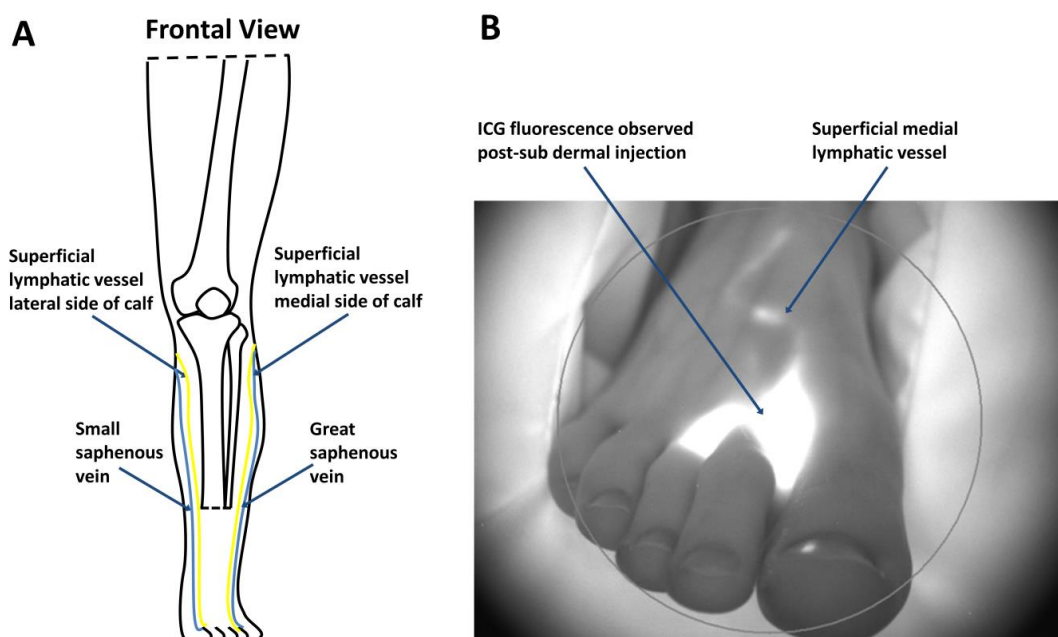 A
Frontal View
Superficial
lymphatic vessel
lateral side of calf
Superficial
lymphatic vessel
medial side of calf
Small
saphenous
vein
Great
saphenous
vein
B
ICG fluorescence observed
post-sub dermal injection
Superficial medial
lymphatic vessel